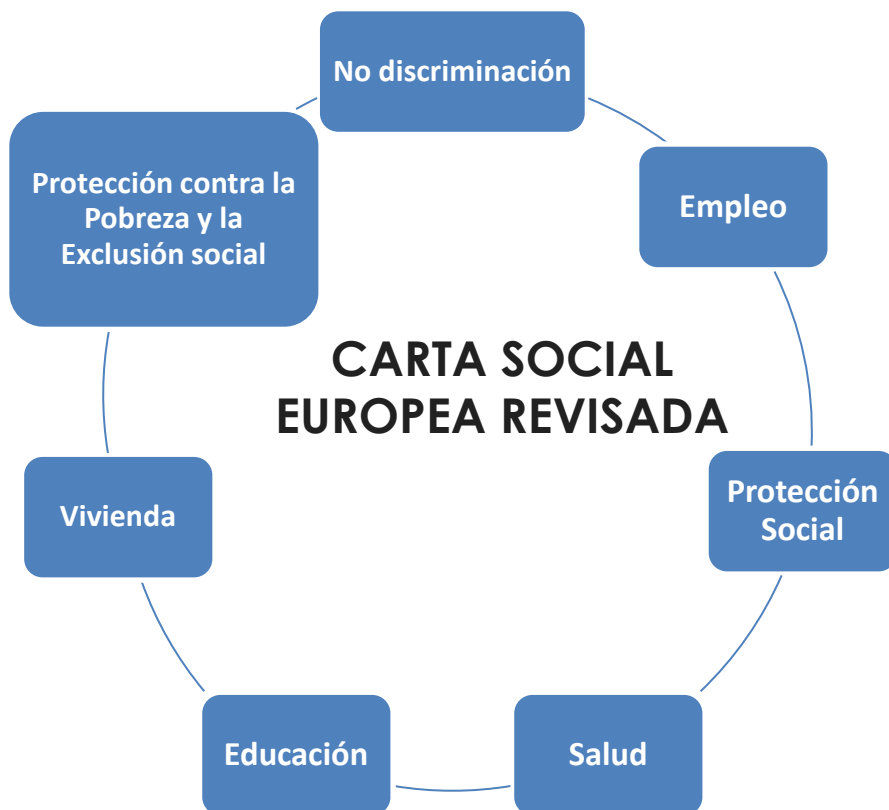 No discriminación
Empleo
Protección
Social
Salud
Educación
Vivienda
Protección contra la
Pobreza y la
Exclusión social
CARTA SOCIAL
EUROPEA REVISADA